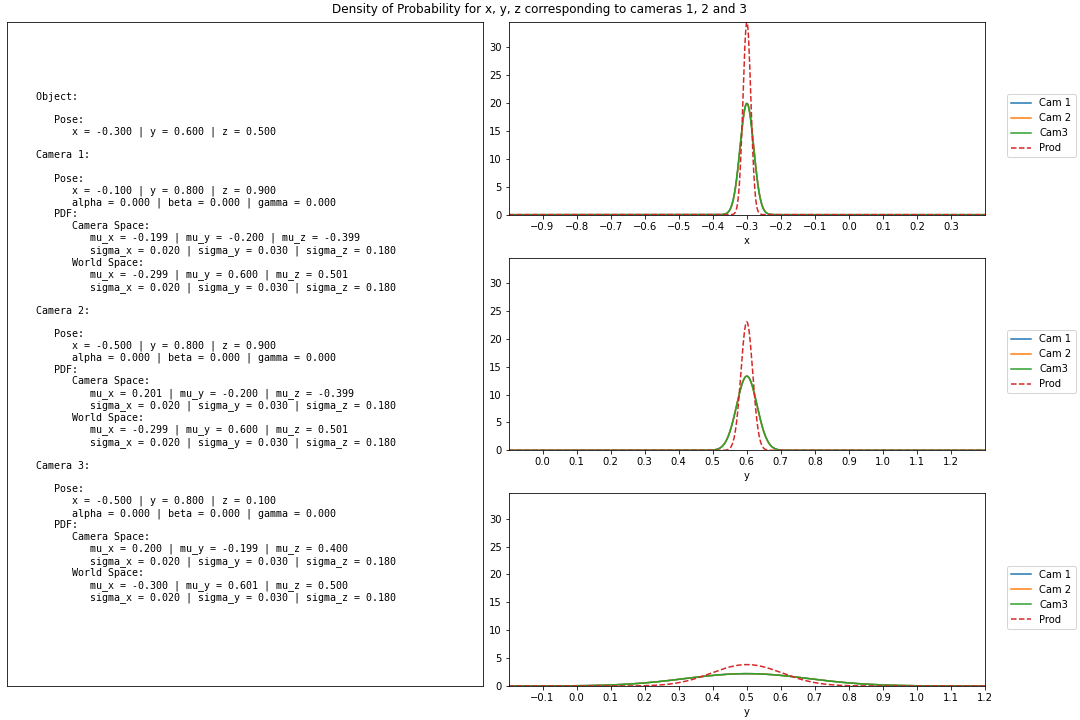 Density of Probability for x, y, z corresponding to cameras 1, 2 and 3
Object:
Pose:
x = -0.300 | y = 0.600 | z = 0.500
Camera 1:
Pose:
x = -0.100 | y = 0.800 | z = 0.900
alpha = 0.000 | beta = 0.000 | gamma = 0.000
PDF:
Camera Space:
mu_x = -0.199 | mu_y = -0.200 | mu_z = -0.399
sigma_x = 0.020 | sigma_y = 0.030 | sigma_z = 0.180
World Space:
mu_x = -0.299 | mu_y = 0.600 | mu_z = 0.501
sigma_x = 0.020 | sigma_y = 0.030 | sigma_z = 0.180
Camera 2:
Pose:
x = -0.500 | y = 0.800 | z = 0.900
alpha = 0.000 | beta = 0.000 | gamma = 0.000
PDF:
Camera Space:
mu_x = 0.201 | mu_y = -0.200 | mu_z = -0.399
sigma_x = 0.020 | sigma_y = 0.030 | sigma_z = 0.180
World Space:
mu_x = -0.299 | mu_y = 0.600 | mu_z = 0.501
sigma_x = 0.020 | sigma_y = 0.030 | sigma_z = 0.180
Camera 3:
Pose:
x = -0.500 | y = 0.800 | z = 0.100
alpha = 0.000 | beta = 0.000 | gamma = 0.000
PDF:
Camera Space:
mu_x = 0.200 | mu_y = -0.199 | mu_z = 0.400
sigma_x = 0.020 | sigma_y = 0.030 | sigma_z = 0.180
World Space:
mu_x = -0.300 | mu_y = 0.601 | mu_z = 0.500
sigma_x = 0.020 | sigma_y = 0.030 | sigma_z = 0.180
30
25
20
15
10
5
0
−0.9 −0.8 −0.7 −0.6 −0.5 −0.4 −0.3 −0.2 −0.1 0.0 0.1 0.2 0.3
x
Cam 1
Cam 2
Cam3
Prod
30
25
20
15
10
5
0
0.0 0.1 0.2 0.3 0.4 0.5 0.6 0.7 0.8 0.9 1.0 1.1 1.2
y
Cam 1
Cam 2
Cam3
Prod
30
25
20
15
10
5
0
−0.1 0.0 0.1 0.2 0.3 0.4 0.5 0.6 0.7 0.8 0.9 1.0 1.1 1.2
y
Cam 1
Cam 2
Cam3
Prod